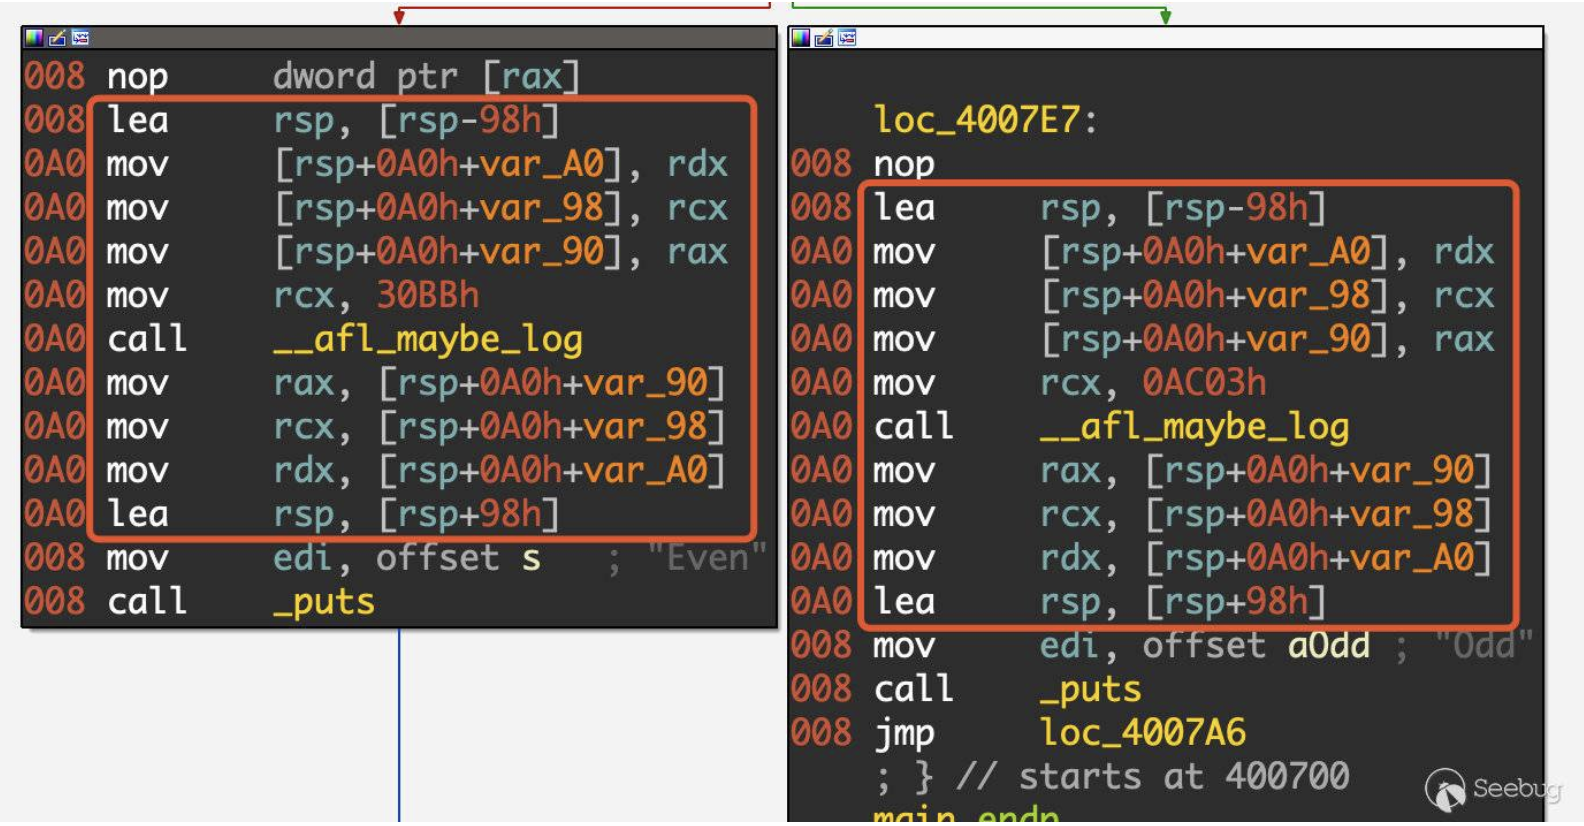 008 nop dword ptr [rax]
008 lea rsp, [rsp-98h]
0A0 mov [rsp+0A0h+var_A0], rdx
0A0 mov [rsp+0A0h+var_98], rcx
0A0 mov [rsp+0A0h+var_90], rax
0A0 mov rcx, 30BBh
0A0 call __afl_maybe_log
0A0 mov rax, [rsp+0A0h+var_90]
0A0 mov rcx, [rsp+0A0h+var_98]
0A0 mov rdx, [rsp+0A0h+var_A0]
0A0 lea rsp, [rsp+98h]
008 mov edi, offset s ; "Even"
008 call _puts
loc_4007E7:
008 nop
008 lea rsp, [rsp-98h]
0A0 mov [rsp+0A0h+var_A0], rdx
0A0 mov [rsp+0A0h+var_98], rcx
0A0 mov [rsp+0A0h+var_90], rax
0A0 mov rcx, 0AC03h
0A0 call __afl_maybe_log
0A0 mov rax, [rsp+0A0h+var_90]
0A0 mov rcx, [rsp+0A0h+var_98]
0A0 mov rdx, [rsp+0A0h+var_A0]
0A0 lea rsp, [rsp+98h]
008 mov edi, offset aOdd ; "Odd"
008 call _puts
008 jmp loc_4007A6
; } // starts at 400700
main endp
Seebug